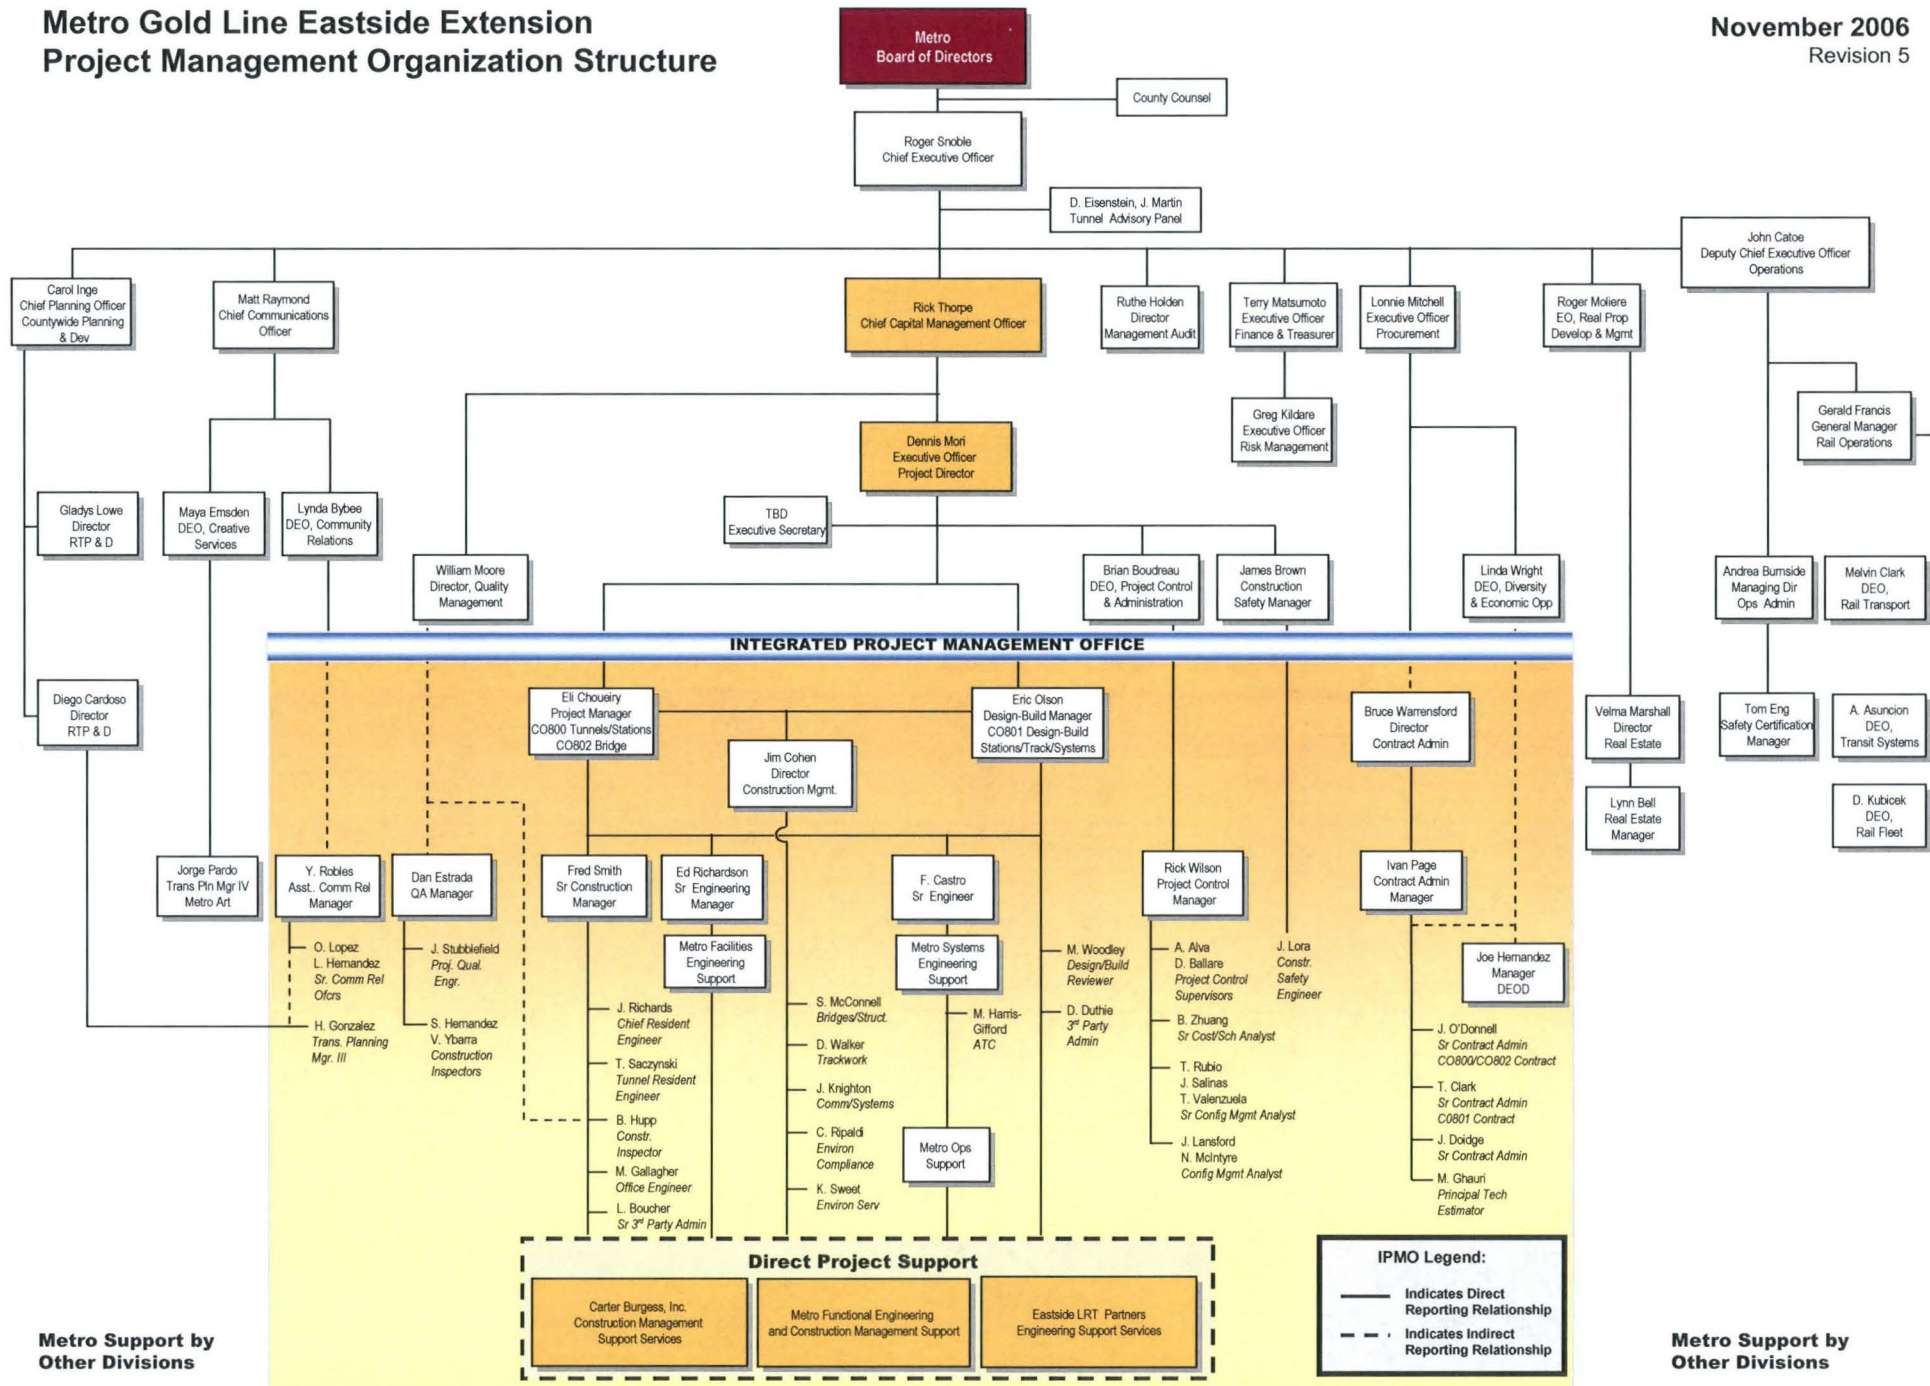 Metro Gold Line Eastside Extension
Project Management Organization Structure
November 2006
Revision 5
Metro
Board of Directors
County Counsel
Roger Snoble
Chief Executive Officer
D. Eisenstein, J. Martin
Tunnel Advisory Panel
John Catoe
Deputy Chief Executive Officer
Operations
Carol Inge
Chief Planning Officer
Countywide Planning
& Dev
Matt Raymond
Chief Communications
Officer
Rick Thorpe
Chief Capital Management Officer
Ruthe Holden
Director
Management Audit
Terry Matsumoto
Executive Officer
Finance & Treasurer
Lonnie Mitchell
Executive Officer
Procurement
Roger Moliere
EO, Real Prop
Develop & Mgmt
Greg Kildare
Executive Officer
Risk Management
Gerald Francis
General Manager
Rail Operations
Dennis Mori
Executive Officer
Project Director
Gladys Lowe
Director
RTP & D
Maya Emsden
DEO, Creative
Services
Lynda Bybee
DEO, Community
Relations
TBD
Executive Secretary
William Moore
Director, Quality
Management
Brian Boudreau
DEO, Project Control
& Administration
James Brown
Construction
Safety Manager
Linda Wright
DEO, Diversity
& Economic Opp
Andrea Burnside
Managing Dir
Ops Admin
Melvin Clark
DEO,
Rail Transport
INTEGRATED PROJECT MANAGEMENT OFFICE
Diego Cardoso
Director
RTP & D
Eli Choueiry
Project Manager
CO800 Tunnels/Stations
CO802 Bridge
Eric Olson
Design-Build Manager
CO801 Design-Build
Stations/Track/Systems
Jim Cohen
Director
Construction Mgmt.
Bruce Warrensford
Director
Contract Admin
Velma Marshall
Director
Real Estate
Tom Eng
Safety Certification
Manager
A. Asuncion
DEO,
Transit Systems
Lynn Bell
Real Estate
Manager
D. Kubicek
DEO,
Rail Fleet
Jorge Pardo
Trans Pln Mgr IV
Metro Art
Y. Robles
Asst.. Comm Rel
Manager
Dan Estrada
QA Manager
Fred Smith
Sr Construction
Manager
Ed Richardson
Sr Engineering
Manager
F. Castro
Sr Engineer
Rick Wilson
Project Control
Manager
Ivan Page
Contract Admin
Manager
O. Lopez
L. Hernandez
Sr. Comm Rel
Ofcrs
H. Gonzalez
Trans. Planning
Mgr. III
J. Stubblefield
Proj. Qual.
Engr.
S. Hernandez
V. Ybarra
Construction
Inspectors
Metro Facilities
Engineering
Support
Metro Systems
Engineering
Support
J. Richards
Chief Resident
Engineer
T. Saczynski
Tunnel Resident
Engineer
B. Hupp
Constr.
Inspector
M. Gallagher
Office Engineer
L. Boucher
Sr 3rd Party Admin
S. McConnell
Bridges/Struct.
D. Walker
Trackwork
J. Knighton
Comm/Systems
C. Ripaldi
Environ
Compliance
K. Sweet
Environ Serv
M. Harris-
Gifford
ATC
Metro Ops
Support
M. Woodley
Design/Build
Reviewer
D. Duthie
3rd Party
Admin
A. Alva
D. Ballare
Project Control
Supervisors
B. Zhuang
Sr Cost/Sch Analyst
T. Rubio
J. Salinas
T. Valenzuela
Sr Config Mgmt Analyst
J. Lansford
N. McIntyre
Config Mgmt Analyst
J. Lora
Constr.
Safety
Engineer
Joe Hernandez
Manager
DEOD
J. O'Donnell
Sr Contract Admin
CO800/CO802 Contract
T. Clark
Sr Contract Admin
C0801 Contract
J. Doidge
Sr Contract Admin
M. Ghauri
Principal Tech
Estimator
Direct Project Support
Carter Burgess, Inc.
Construction Management
Support Services
Metro Functional Engineering
and Construction Management Support
Eastside LRT Partners
Engineering Support Services
IPMO Legend:
Indicates Direct
Reporting Relationship
Indicates Indirect
Reporting Relationship
Metro Support by
Other Divisions
Metro Support by
Other Divisions